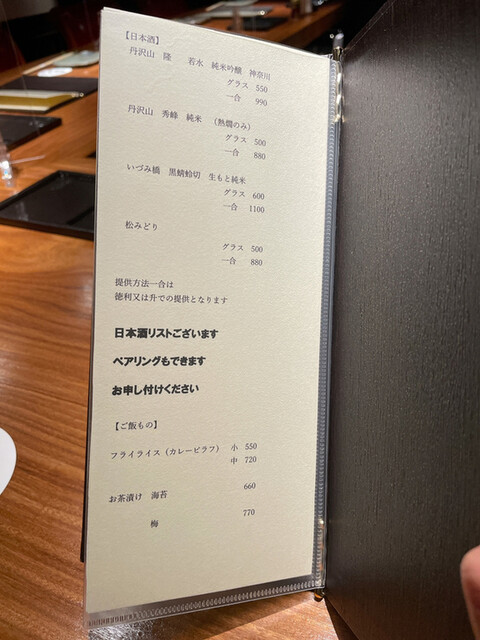 【日本酒】
丹沢山 隆 若水 純米吟醸 神奈川
グラス 550
一合 990
丹沢山 秀峰 純米 (熱燗のみ)
グラス 500
一合 880
いづみ橋 黒蜻蛉切 生もと純米
グラス 600
一合 1100
松みどり
グラス 500
一合 880
提供方法一合は
徳利又は升での提供となります
日本酒リストございます
ペアリングもできます
お申し付けください
【ご飯もの】
フライライス(カレーピラフ) 小 550
中 720
660
お茶漬け 海苔
770
梅